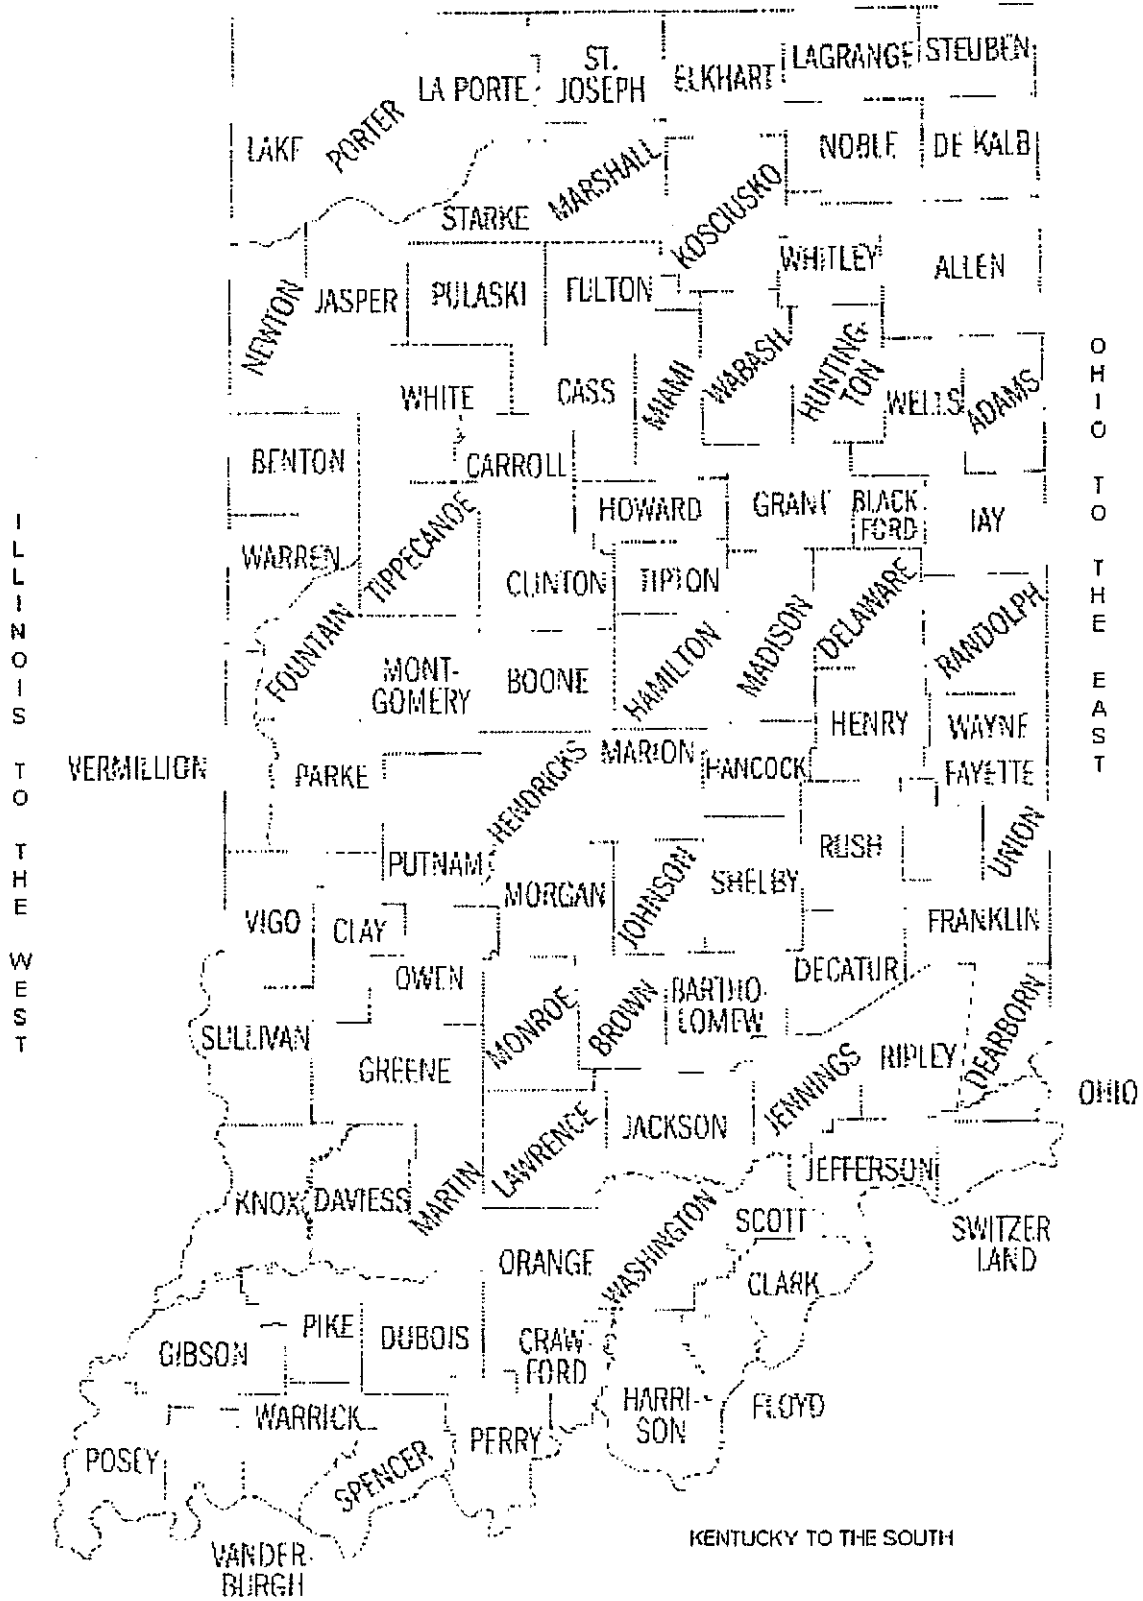 LAGRANGE
STEUBEN
ST.
JOSEPH
ELKHART
LA PORTE
LAKE
PORTER
NOBLE
DE KALB
MARSHALL
STARKE
KOSCIUSKO
WHITLEY
ALLEN
NEWTON
JASPER
PULASKI
FULTON
WHITE
CASS
MIAMI
WABASH
HUNTING-
TON
WELLS
ADAMS
BENTON
CARROLL
HOWARD
GRANT
BLACK
FORD
JAY
WARREN
TIPPECANOE
CLINTON
TIPTON
MADISON
DELAWARE
RANDOLPH
FOUNTAIN
MONT-
GOMERY
BOONE
HAMILTON
HENRY
WAYNE
VERMILLION
PARKE
HENDRICKS
MARION
HANCOCK
FAYETTE
UNION
PUTNAM
MORGAN
JOHNSON
SHELBY
RUSH
VIGO
CLAY
FRANKLIN
OWEN
DECATUR
SULLIVAN
GREENE
MONROE
BROWN
BARTHO-
LOMEW
RIPLEY
DEARBORN
OHIO
LAWRENCE
JACKSON
JENNINGS
JEFFERSON
KNOX
DAVIESS
MARTIN
SWITZER
LAND
ORANGE
WASHINGTON
SCOTT
CLARK
GIBSON
PIKE
DUBOIS
CRAW
FORD
HARRI-
SON
FLOYD
POSEY
WARRICK
SPENCER
PERRY
VANDER-
BURGH
ILLINOIS TO THE WEST
OHIO TO THE EAST
KENTUCKY TO THE SOUTH